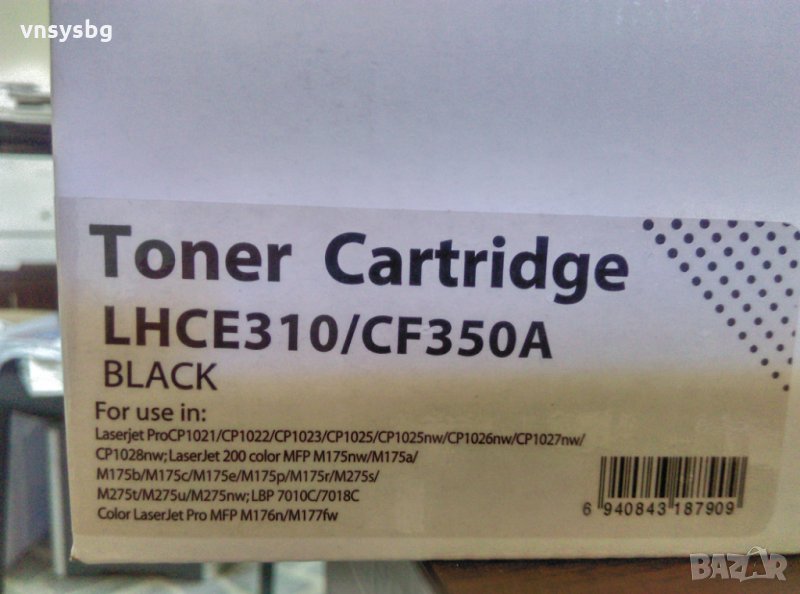 vnsysbg
Toner Cartridge
LHCE310/CF350A
BLACK
For use in:
Laserjet ProCP1021/CP1022/CP1023/CP1025/CP1025nw/CP1026nw/CP1027nw/
CP1028nw; LaserJet 200 color MFP M175nw/M175a/
M175b/M175c/M175e/M175p/M175r/M275s/
M275t/M275u/M275nw; LBP 7010C/7018C
Color LaserJet Pro MFP M176n/M177fw
6 940843 187909
BAZAR